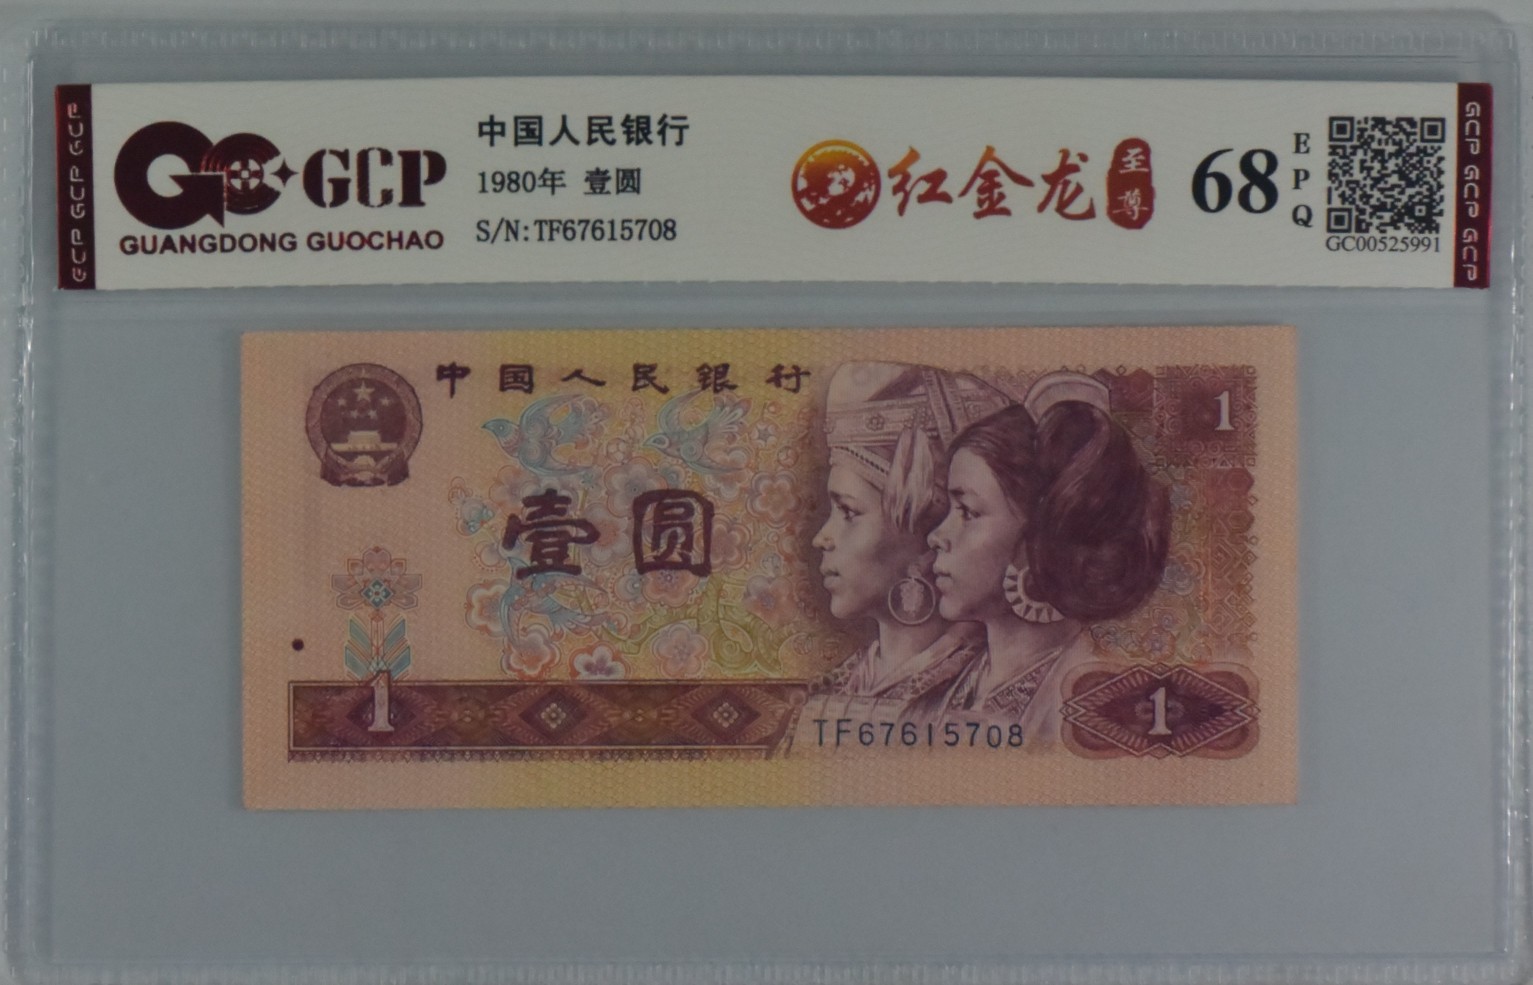 GCP
GUANGDONG GUOCHAO
中国人民银行
1980年 壹圆
S/N:TF67615708
红金龙
至尊
68
EPQ
GC00525991
GCP GCP GCP
GCP GCP GCP
中国人民银行
1
壹圆
1
TF67615708
1